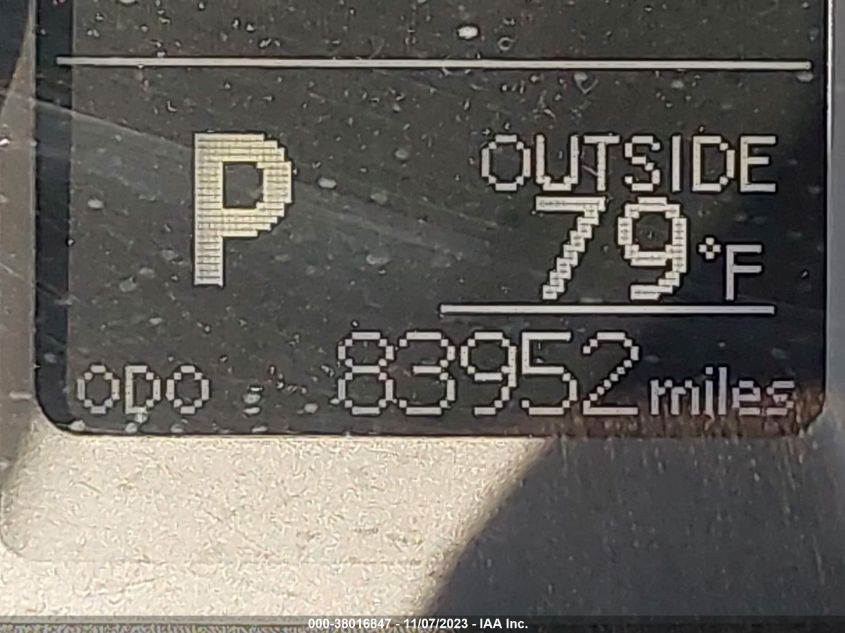 P
OUTSIDE
79°F
ODO 83952 miles
000-38016847 - 11/07/2023 - IAA Inc.